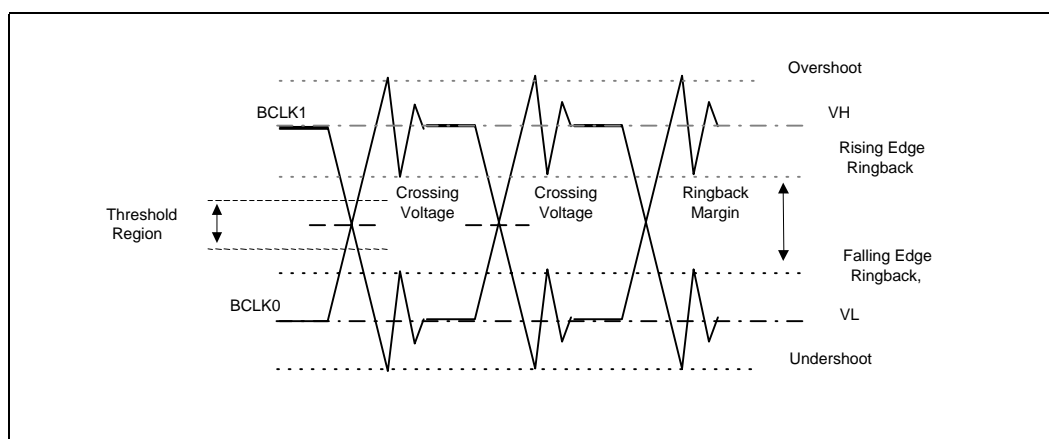 Overshoot
BCLK1
VH
Rising Edge
Ringback
Crossing
Voltage
Crossing
Voltage
Ringback
Margin
Threshold
Region
Falling Edge
Ringback,
BCLK0
VL
Undershoot